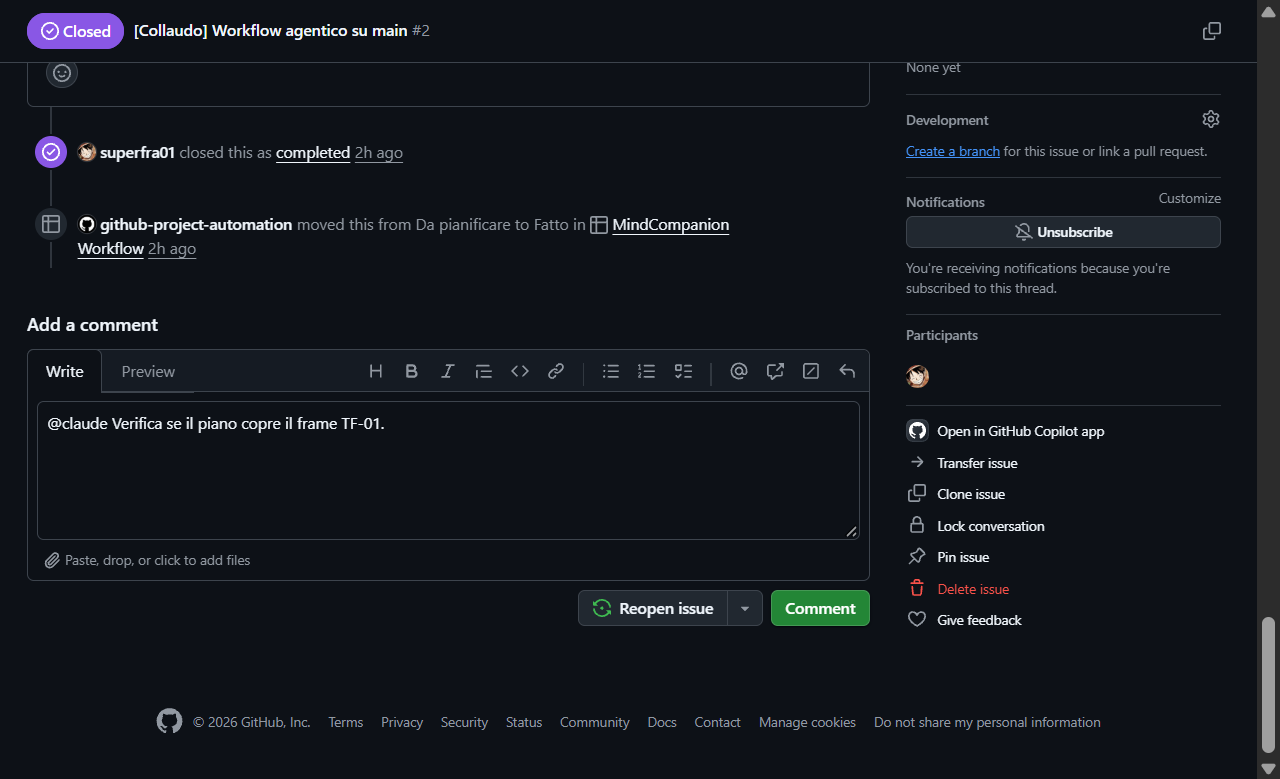 Closed [Collaudo] Workflow agentico su main #2
None yet
superfra01 closed this as completed 2h ago
github-project-automation moved this from Da pianificare to Fatto in MindCompanion
Workflow 2h ago
Add a comment
Write Preview
@claude Verifica se il piano copre il frame TF-01.
Paste, drop, or click to add files
Reopen issue Comment
Development
Create a branch for this issue or link a pull request.
Notifications Customize
Unsubscribe
You're receiving notifications because you're
subscribed to this thread.
Participants
Open in GitHub Copilot app
Transfer issue
Clone issue
Lock conversation
Pin issue
Delete issue
Give feedback
© 2026 GitHub, Inc. Terms Privacy Security Status Community Docs Contact Manage cookies Do not share my personal information